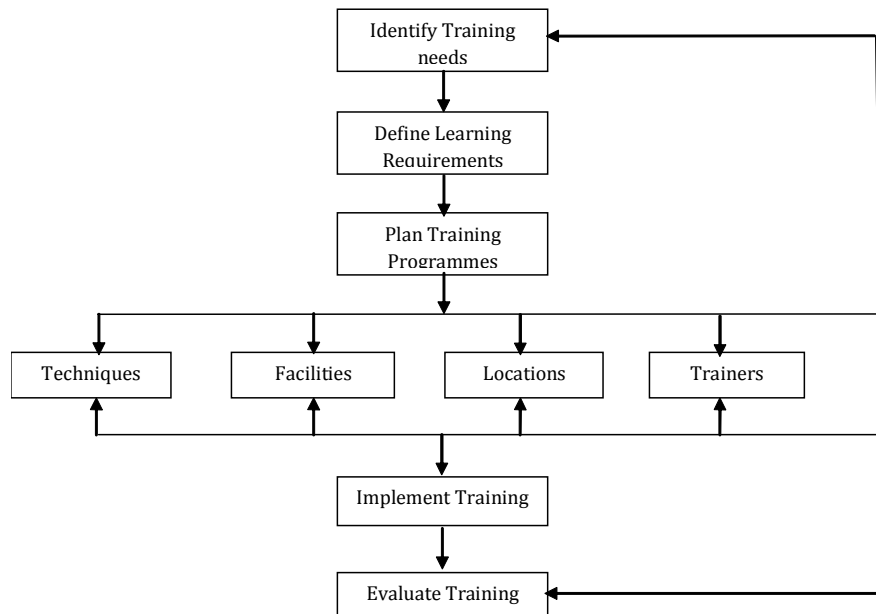 Identify Training
needs
Define Learning
Requirements
Plan Training
Programmes
Techniques
Facilities
Locations
Trainers
Implement Training
Evaluate Training